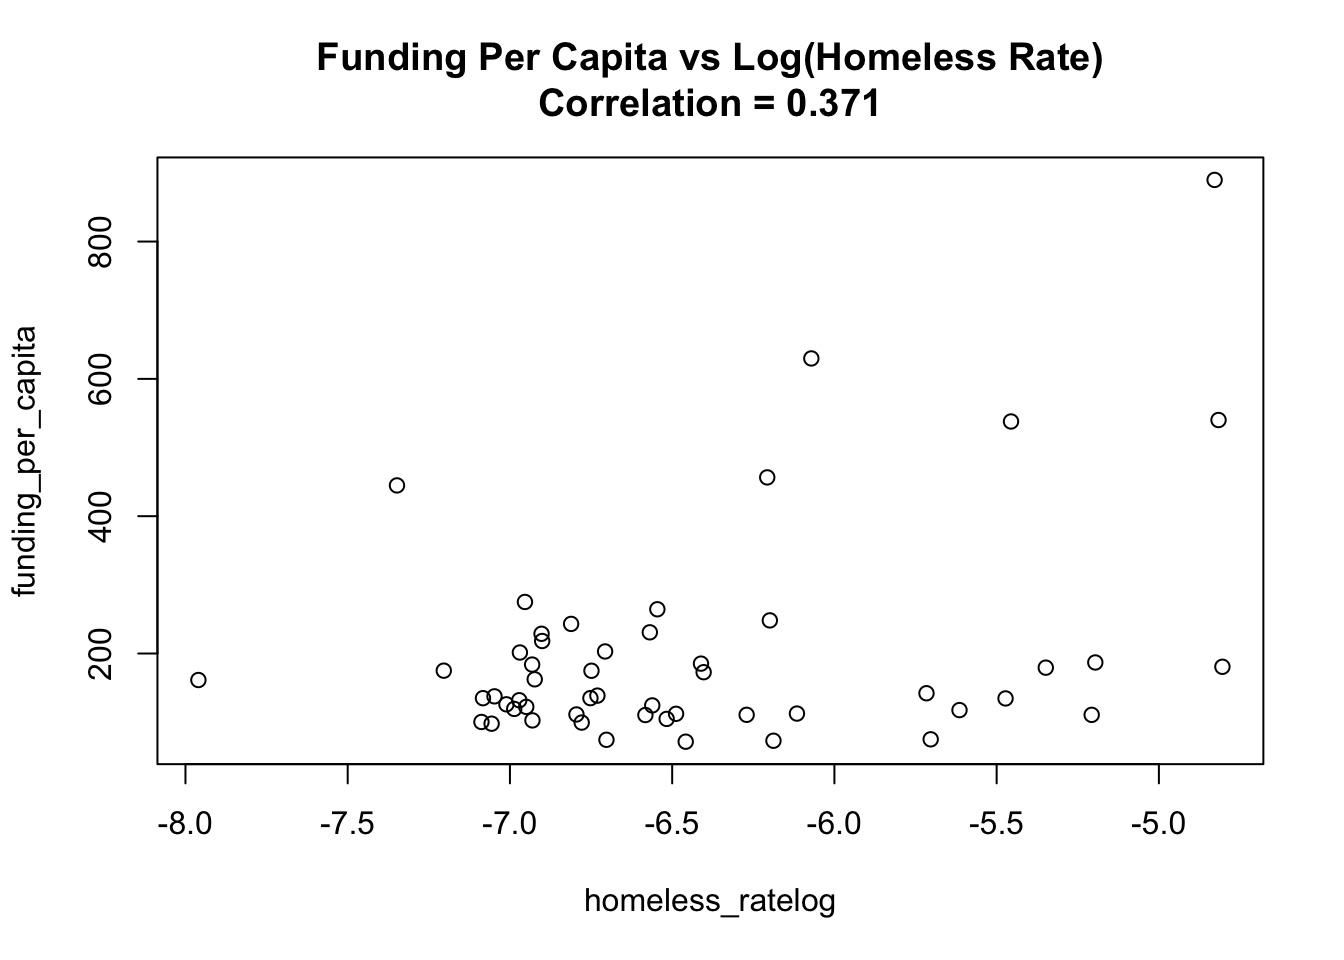 Funding Per Capita vs Log(Homeless Rate)
Correlation = 0.371
funding_per_capita
800
600
400
200
-8.0 -7.5 -7.0 -6.5 -6.0 -5.5 -5.0
homeless_ratelog